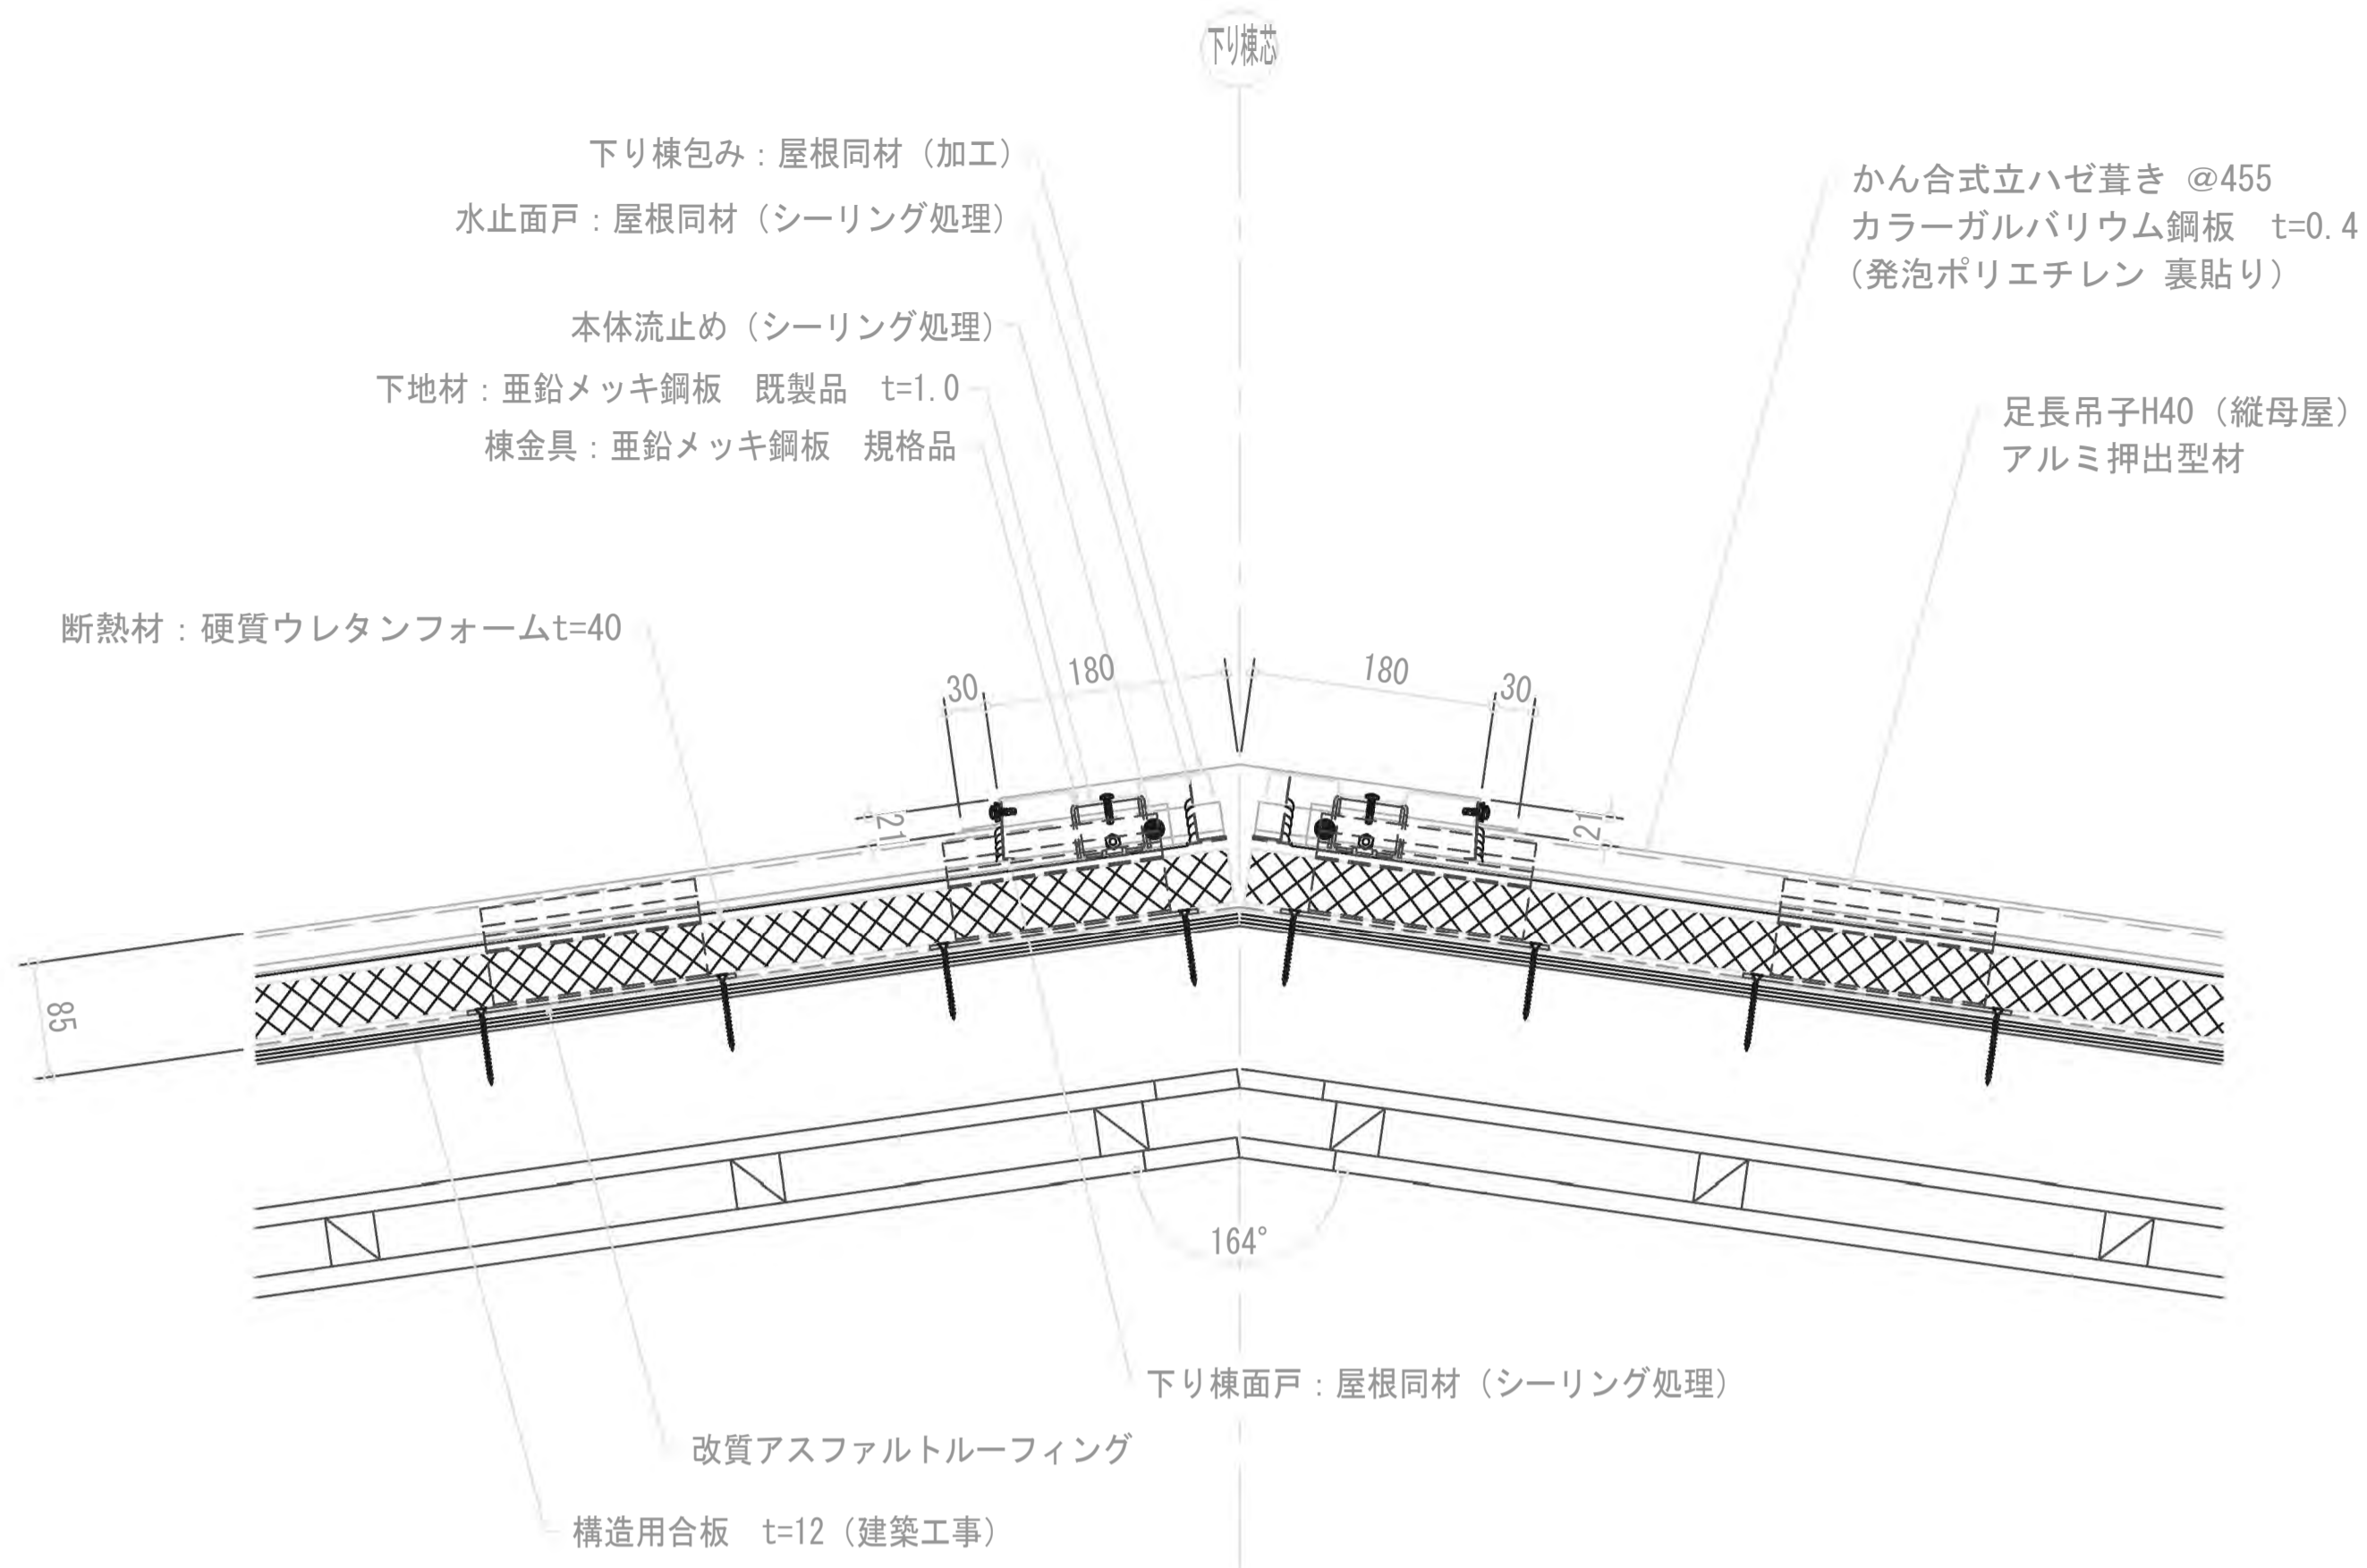 下り棟芯
下り棟包み：屋根同材（加工）
水止面戸：屋根同材（シーリング処理）
本体流止め（シーリング処理）
下地材：亜鉛メッキ鋼板　既製品　t=1.0
棟金具：亜鉛メッキ鋼板　規格品
かん合式立ハゼ葺き @455
カラーガルバリウム鋼板　t=0.4
（発泡ポリエチレン 裏貼り）
足長吊子H40（縦母屋）
アルミ押出型材
断熱材：硬質ウレタンフォームt=40
30
180
180
30
21
21
85
164°
下り棟面戸：屋根同材（シーリング処理）
改質アスファルトルーフィング
構造用合板　t=12（建築工事）